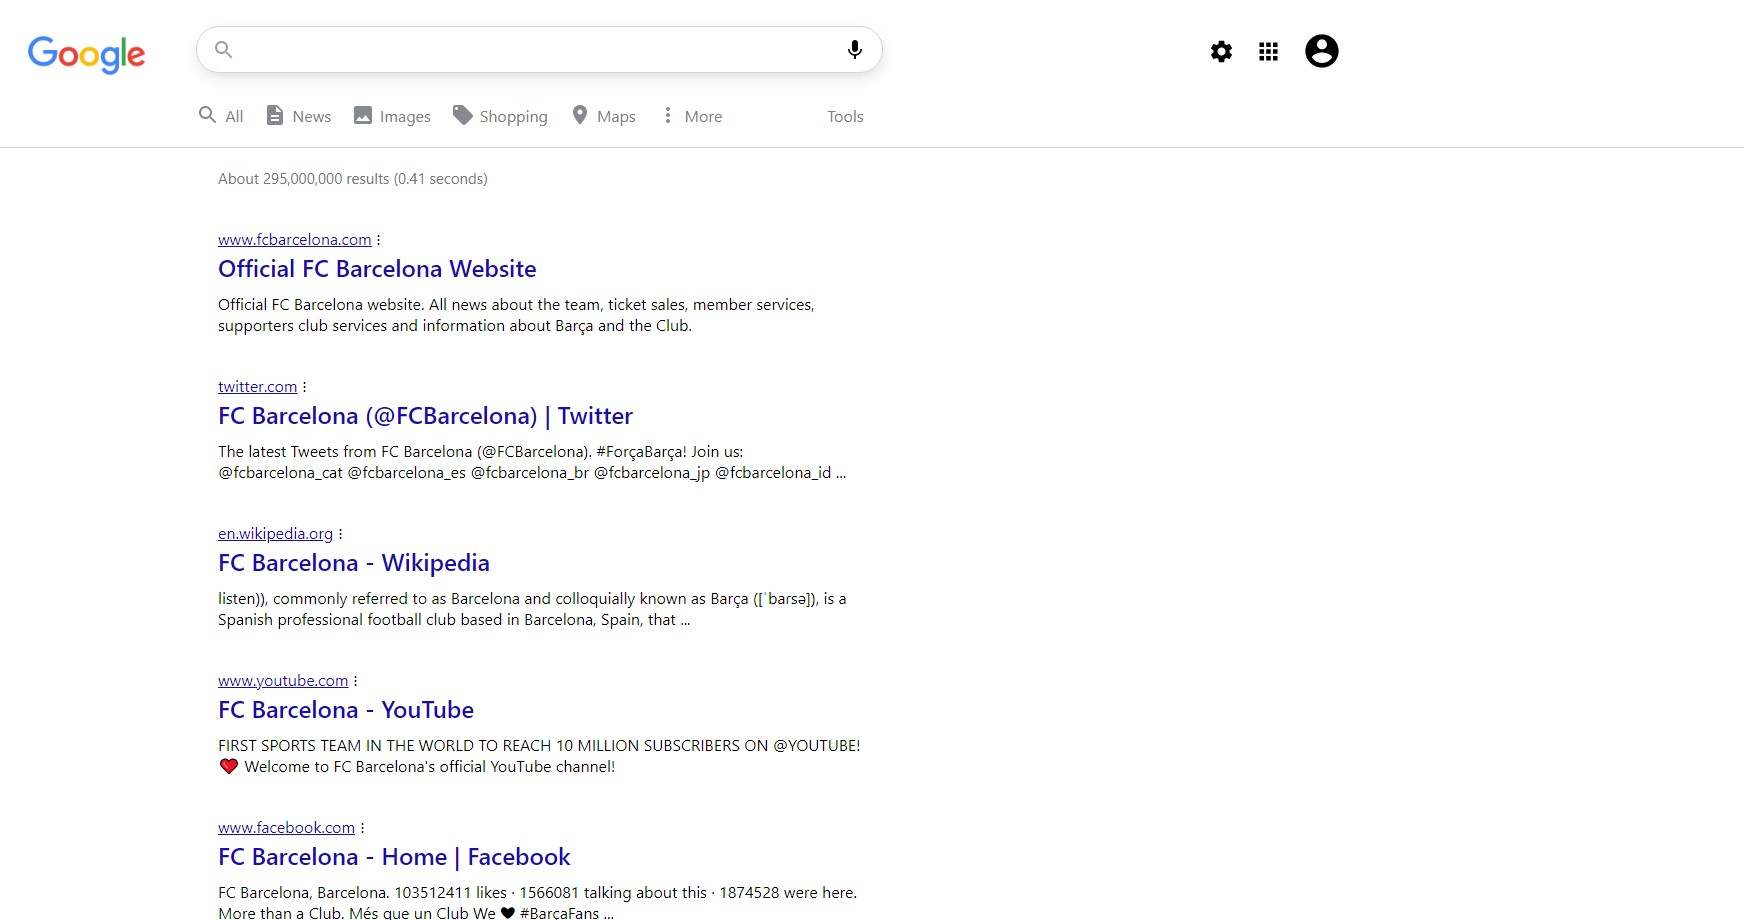 Google
All News Images Shopping Maps More Tools
About 295,000,000 results (0.41 seconds)
www.fcbarcelona.com
Official FC Barcelona Website
Official FC Barcelona website. All news about the team, ticket sales, member services,
supporters club services and information about Barça and the Club.
twitter.com
FC Barcelona (@FCBarcelona) | Twitter
The latest Tweets from FC Barcelona (@FCBarcelona). #ForçaBarça! Join us:
@fcbarcelona_cat @fcbarcelona_es @fcbarcelona_br @fcbarcelona_jp @fcbarcelona_id ...
en.wikipedia.org
FC Barcelona - Wikipedia
listen)), commonly referred to as Barcelona and colloquially known as Barça ([ˈbarsə]), is a
Spanish professional football club based in Barcelona, Spain, that ...
www.youtube.com
FC Barcelona - YouTube
FIRST SPORTS TEAM IN THE WORLD TO REACH 10 MILLION SUBSCRIBERS ON @YOUTUBE!
❤️ Welcome to FC Barcelona's official YouTube channel!
www.facebook.com
FC Barcelona - Home | Facebook
FC Barcelona, Barcelona. 103512411 likes · 1566081 talking about this · 1874528 were here.
More than a Club. Més que un Club We ❤ #BarçaFans ...